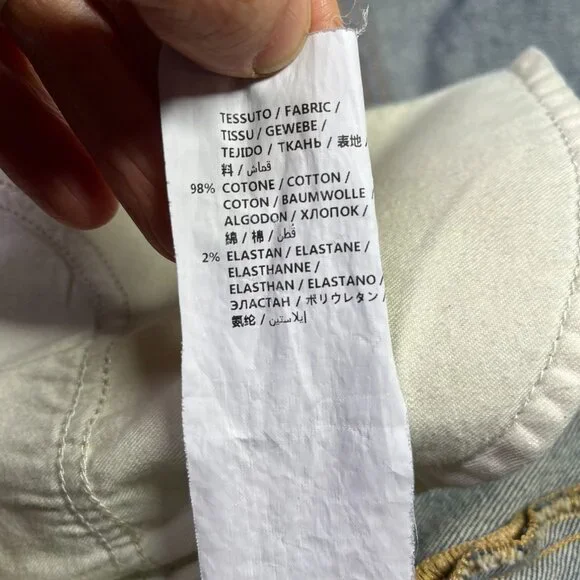 TESSUTO / FABRIC /
TISSU / GEWEBE /
TEJIDO / ТКАНЬ / 表地 /
料 / قماش /
98% COTONE / COTTON /
COTON / BAUMWOLLE /
ALGODON / ХЛОПОК /
綿 / 棉 / قُطن /
2% ELASTAN / ELASTANE /
ELASTHANNE /
ELASTHAN / ELASTANO /
ЭЛАСТАН / ポリウレタン /
氨纶 / إيلاستين